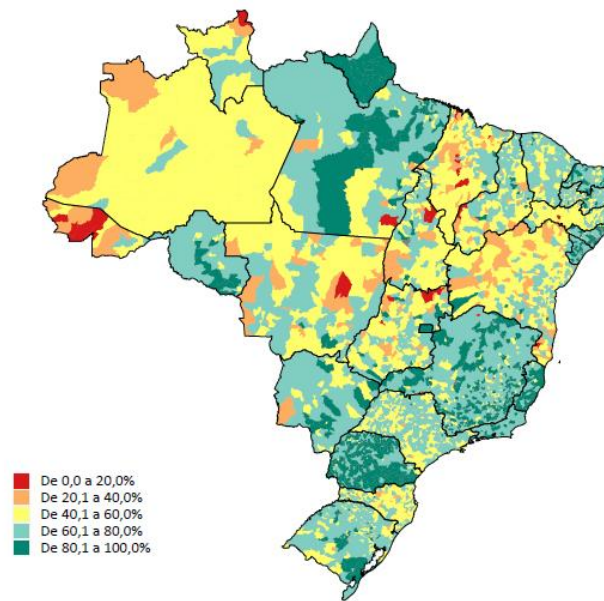 De 0,0 a 20,0%
De 20,1 a 40,0%
De 40,1 a 60,0%
De 60,1 a 80,0%
De 80,1 a 100,0%